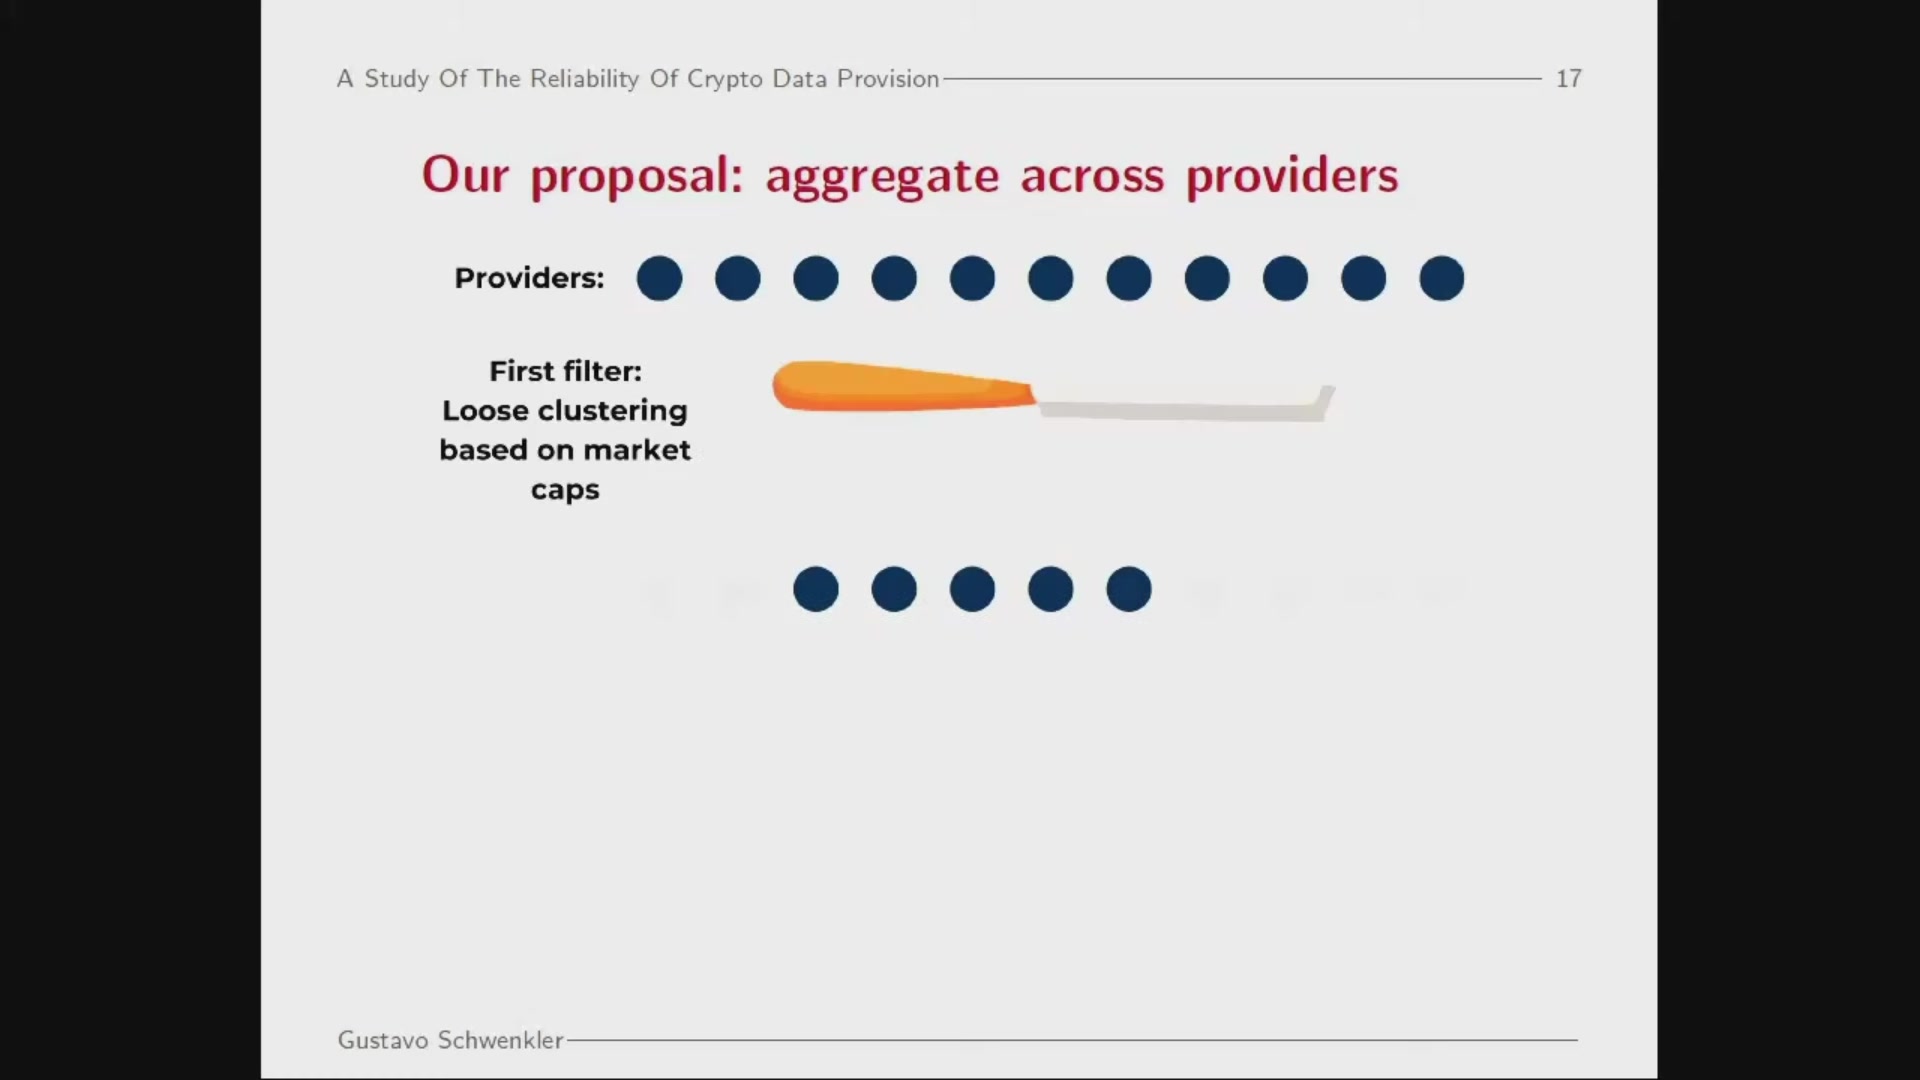 A Study Of The Reliability Of Crypto Data Provision 17
Our proposal: aggregate across providers
Providers:
First filter:
Loose clustering
based on market
caps
Gustavo Schwenkler